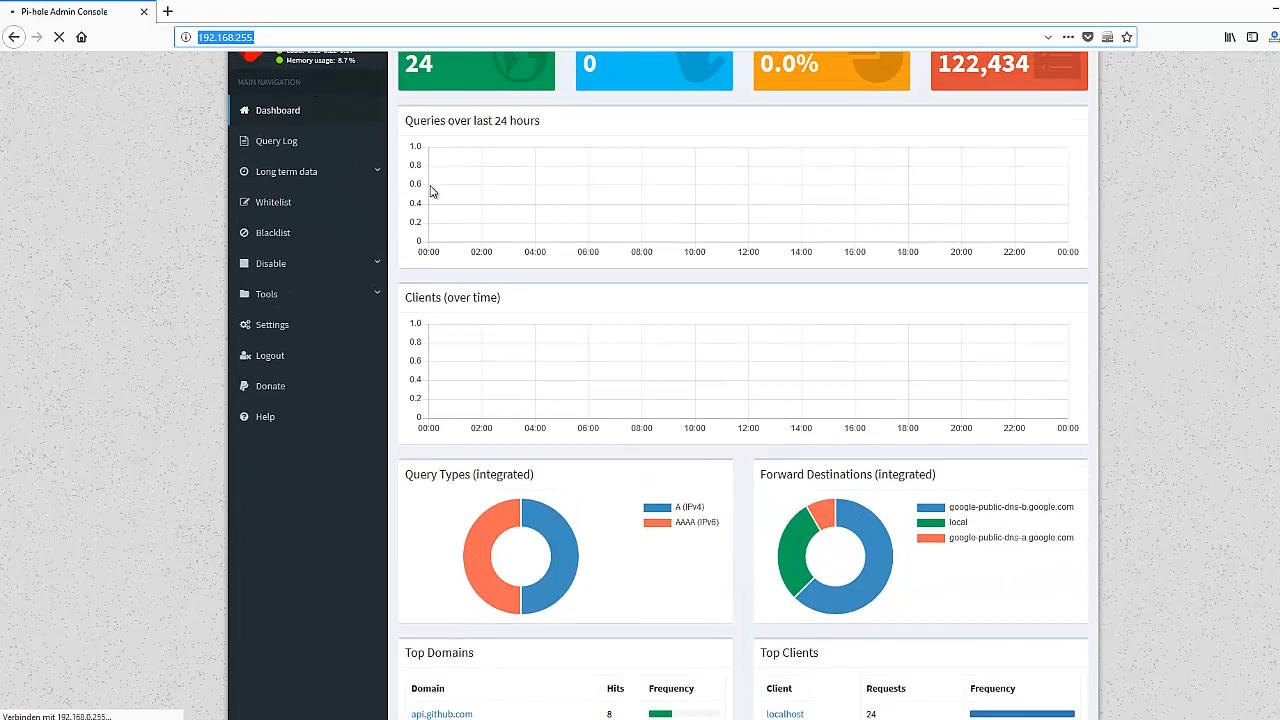 Pi-hole Admin Console
192.168.255.
Memory usage: 8.7 %
24
0
0.0%
122,434
MAIN NAVIGATION
Dashboard
Query Log
Long term data
Whitelist
Blacklist
Disable
Tools
Settings
Logout
Donate
Help
Queries over last 24 hours
1.0
0.8
0.6
0.4
0.2
0
00:00 02:00 04:00 06:00 08:00 10:00 12:00 14:00 16:00 18:00 20:00 22:00 00:00
Clients (over time)
1.0
0.8
0.6
0.4
0.2
0
00:00 02:00 04:00 06:00 08:00 10:00 12:00 14:00 16:00 18:00 20:00 22:00 00:00
Query Types (integrated)
A (IPv4)
AAAA (IPv6)
Forward Destinations (integrated)
google-public-dns-b.google.com
local
google-public-dns-a.google.com
Top Domains
Domain Hits Frequency
api.github.com 8
Top Clients
Client Requests Frequency
localhost 24
Verbinden mit 192.168.0.255...